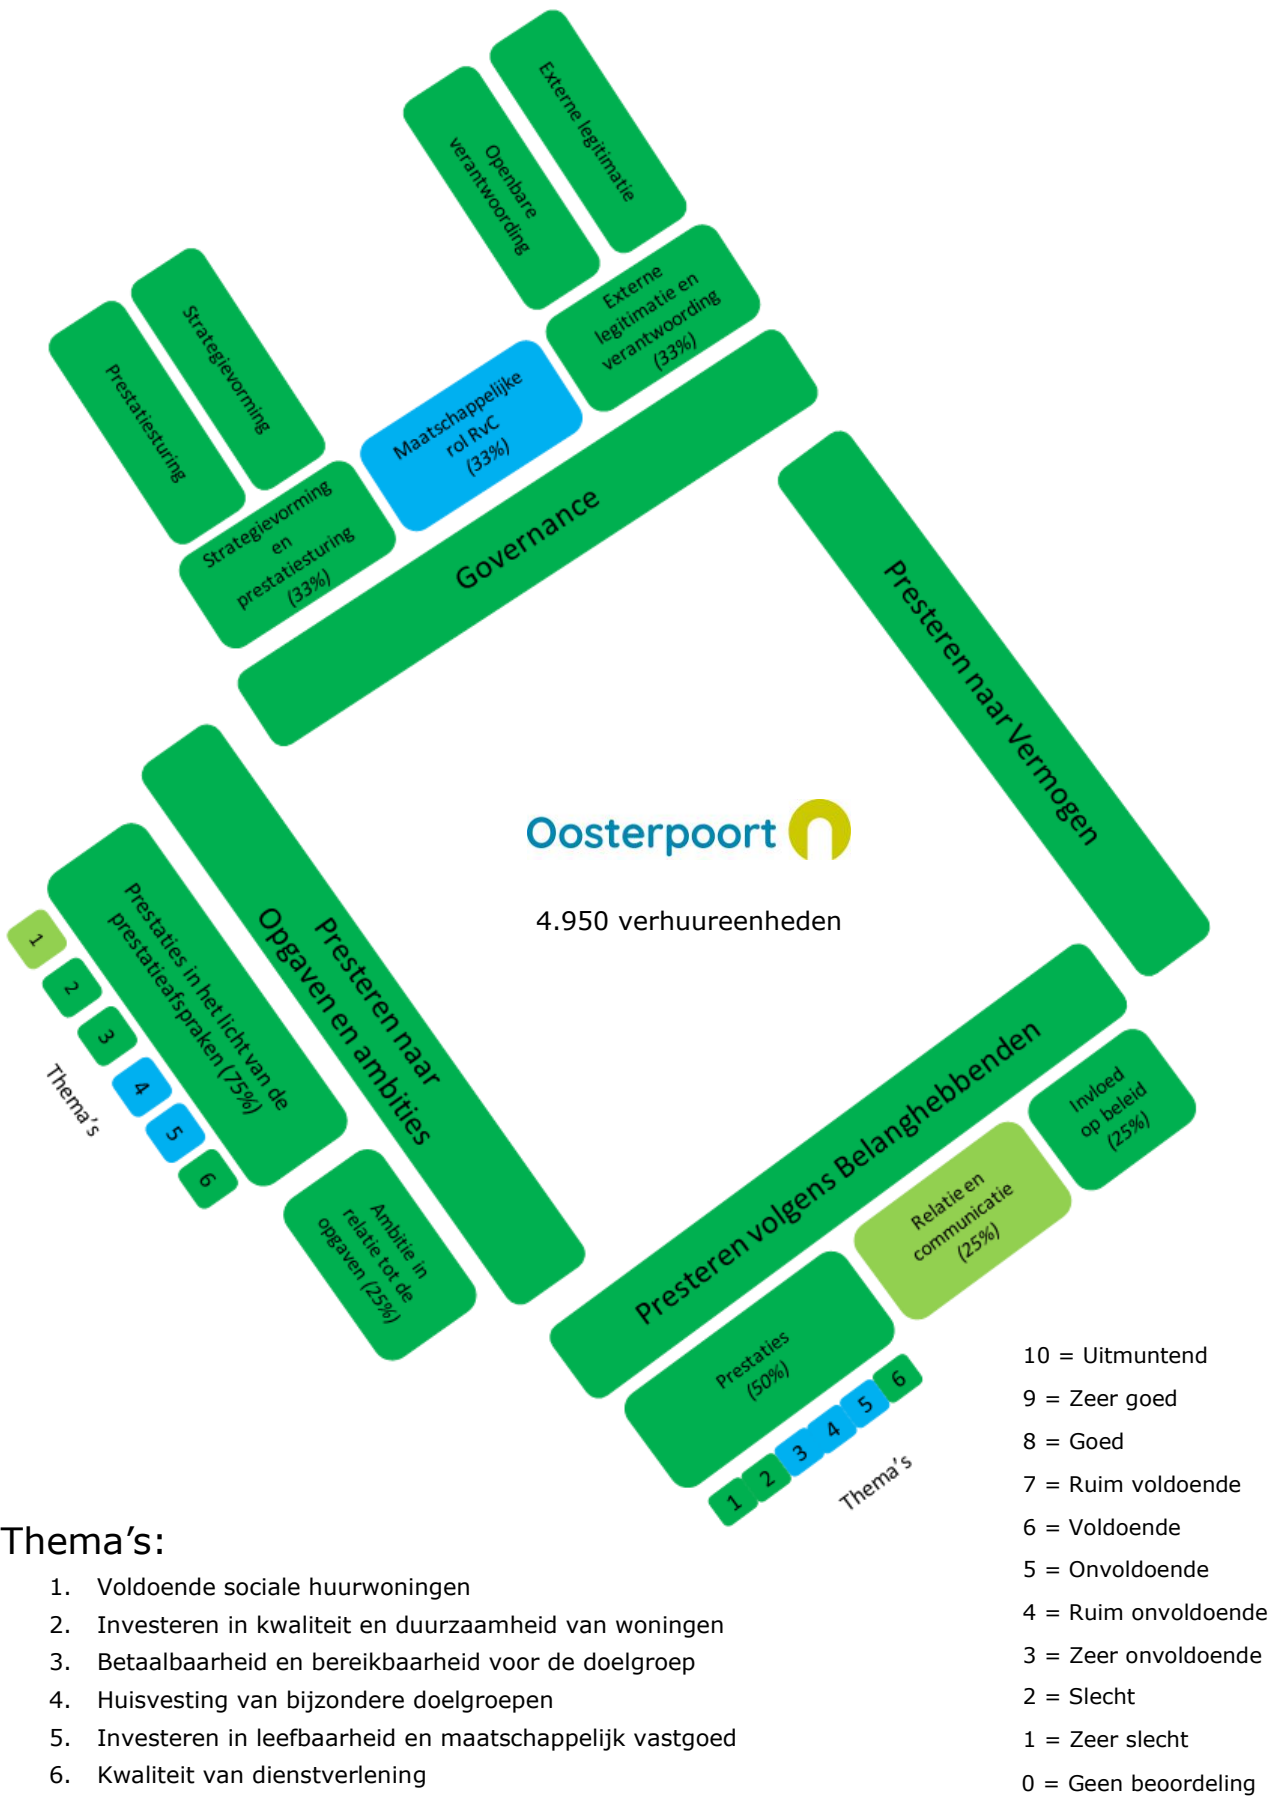 Externe legitimatie
Openbare
verantwoording
Externe
legitimatie en
verantwoording
(33%)
Strategievorming
Prestatiesturing
Maatschappelijke
rol RvC
(33%)
Strategievorming
en
prestatiesturing
(33%)
Governance
Presteren naar Vermogen
Oosterpoort
4.950 verhuureenheden
Presteren naar
Opgaven en ambities
Prestaties in het licht van de
prestatieafspraken (75%)
1
2
3
4
5
6
Thema's
Ambitie in
relatie tot de
opgaven (25%)
Presteren volgens Belanghebbenden
Invloed
op beleid
(25%)
Relatie en
communicatie
(25%)
Prestaties
(50%)
1
2
3
4
5
6
Thema's
10 = Uitmuntend
9 = Zeer goed
8 = Goed
7 = Ruim voldoende
6 = Voldoende
5 = Onvoldoende
4 = Ruim onvoldoende
3 = Zeer onvoldoende
2 = Slecht
1 = Zeer slecht
0 = Geen beoordeling
Thema’s:
1. Voldoende sociale huurwoningen
2. Investeren in kwaliteit en duurzaamheid van woningen
3. Betaalbaarheid en bereikbaarheid voor de doelgroep
4. Huisvesting van bijzondere doelgroepen
5. Investeren in leefbaarheid en maatschappelijk vastgoed
6. Kwaliteit van dienstverlening